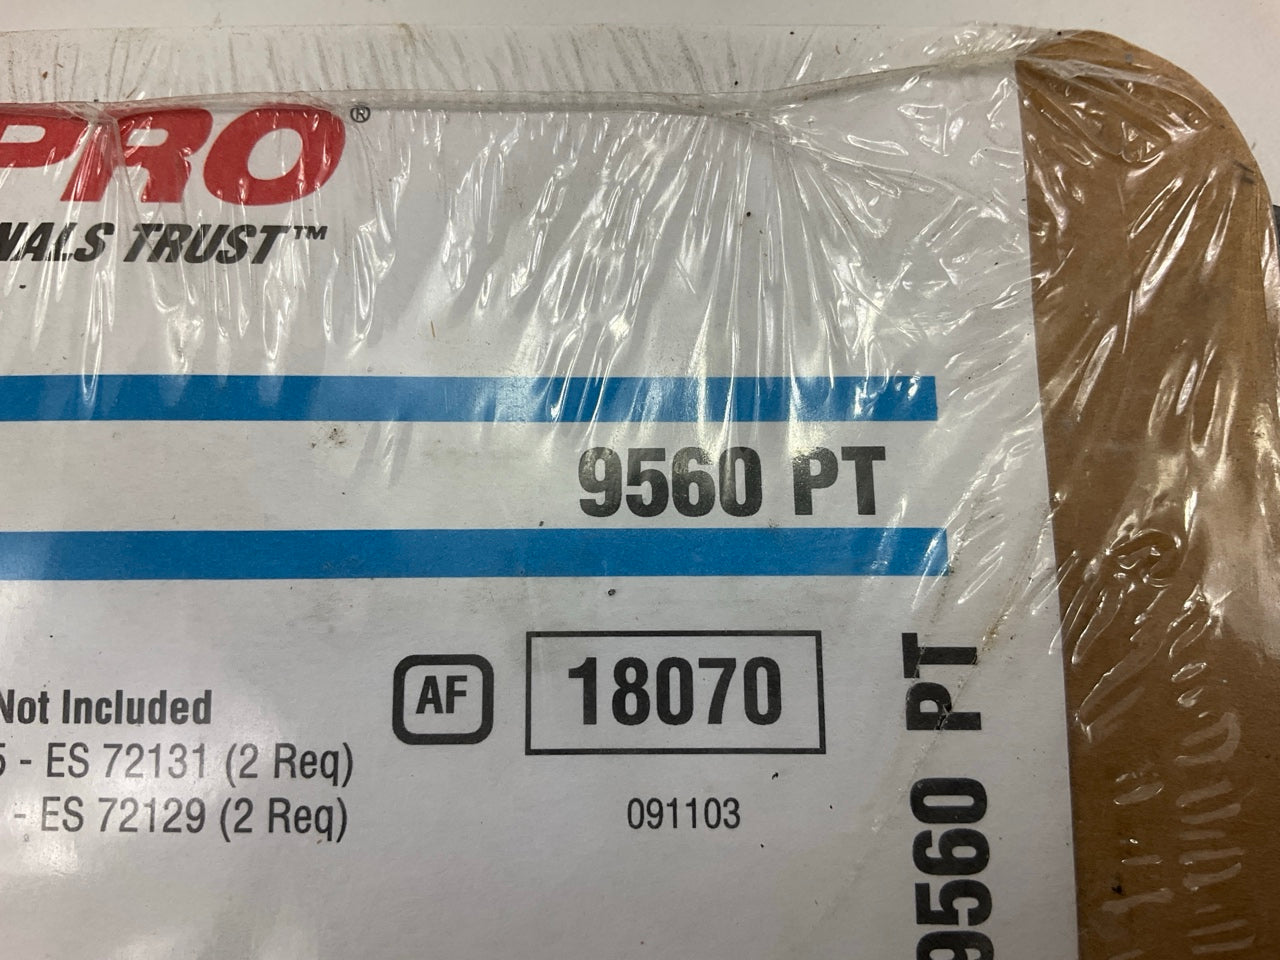 PRO®
NALS TRUST™
9560 PT
Not Included
AF
18070
5 - ES 72131 (2 Req)
- ES 72129 (2 Req)
091103
9560 PT